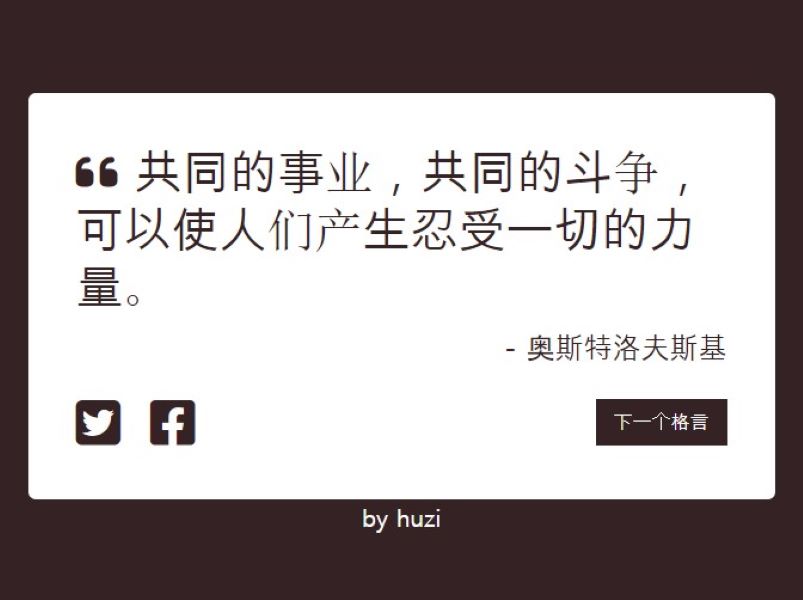 “ 共同的事业，共同的斗争，
可以使人们产生忍受一切的力
量。
- 奥斯特洛夫斯基
下一个格言
by huzi